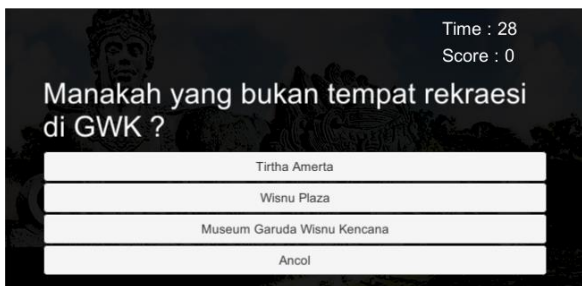 Time : 28
Score : 0
Manakah yang bukan tempat rekraesi
di GWK ?
Tirtha Amerta
Wisnu Plaza
Museum Garuda Wisnu Kencana
Ancol